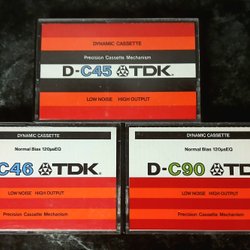 DYNAMIC CASSETTE
Precision Cassette Mechanism
D-C45 TDK
LOW NOISE HIGH OUTPUT
DYNAMIC CASSETTE
Normal Bias 120μsEQ
C46 TDK
LOW NOISE HIGH OUTPUT
Precision Cassette Mechanism
DYNAMIC CASSETTE
Normal Bias 120μsEQ
D-C90 TD
LOW NOISE HIGH OUTPUT
Precision Cassette Mechanism